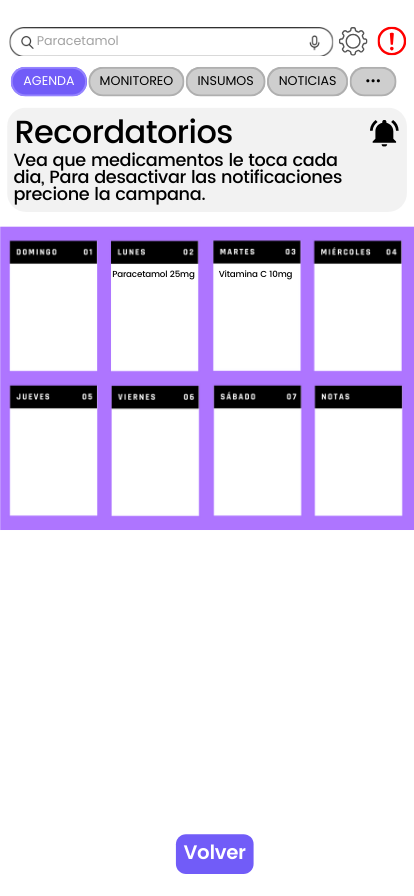 Paracetamol
AGENDA MONITOREO INSUMOS NOTICIAS ...
Recordatorios
Vea que medicamentos le toca cada
dia, Para desactivar las notificaciones
precione la campana.
DOMINGO 01 LUNES 02 MARTES 03 MIÉRCOLES 04
Paracetamol 25mg Vitamina C 10mg
JUEVES 05 VIERNES 06 SÁBADO 07 NOTAS
Volver